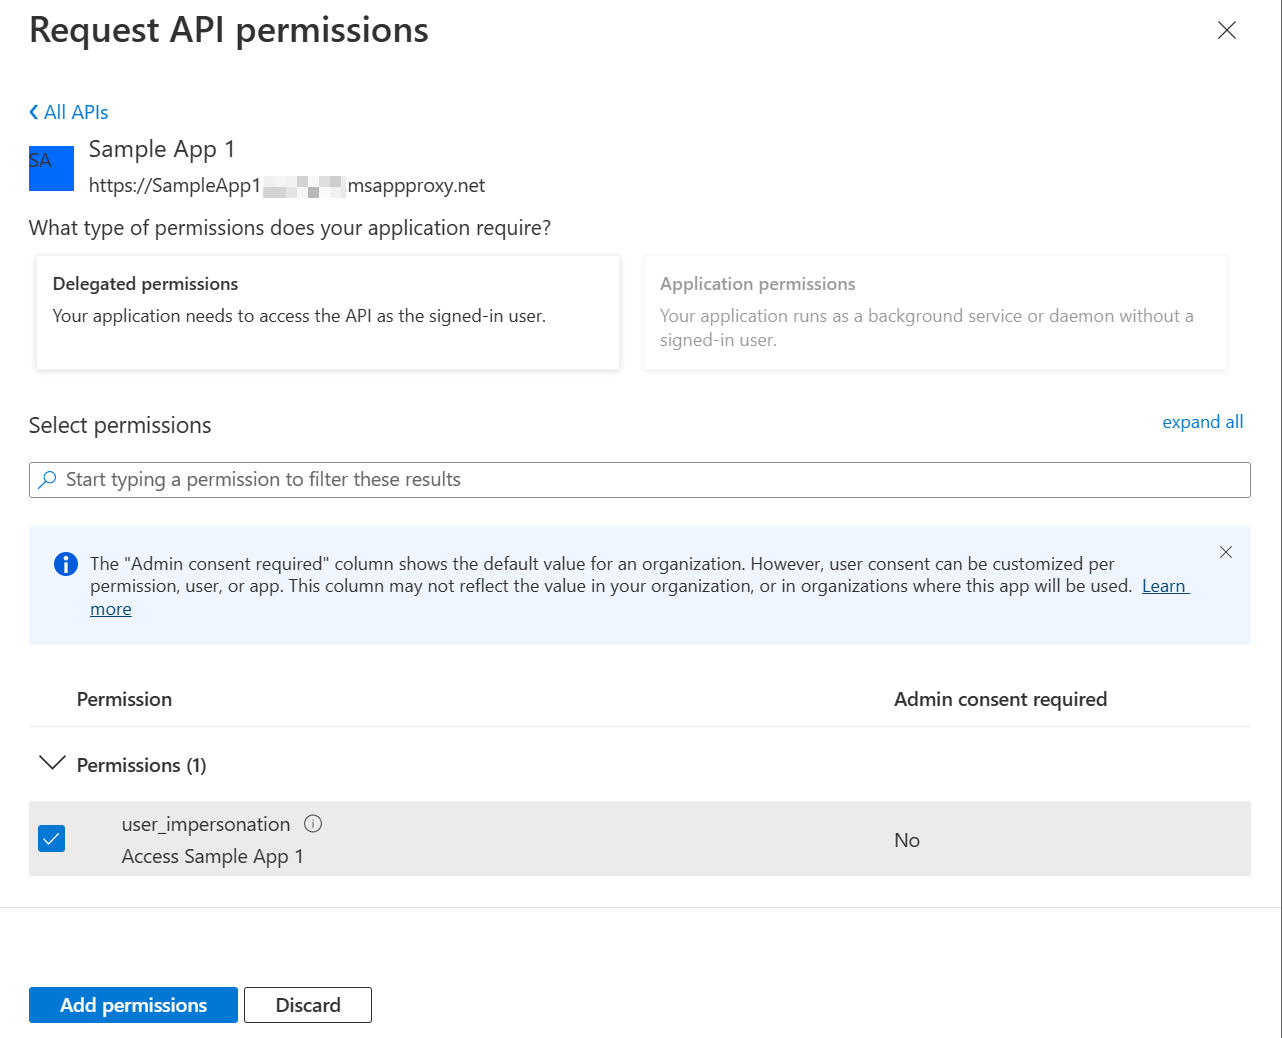 Request API permissions
All APIs
SA
Sample App 1
https://SampleApp1 msappproxy.net
What type of permissions does your application require?
Delegated permissions
Your application needs to access the API as the signed-in user.
Application permissions
Your application runs as a background service or daemon without a
signed-in user.
Select permissions
expand all
Start typing a permission to filter these results
The "Admin consent required" column shows the default value for an organization. However, user consent can be customized per
permission, user, or app. This column may not reflect the value in your organization, or in organizations where this app will be used. Learn
more
Permission
Admin consent required
Permissions (1)
user_impersonation
Access Sample App 1
No
Add permissions
Discard